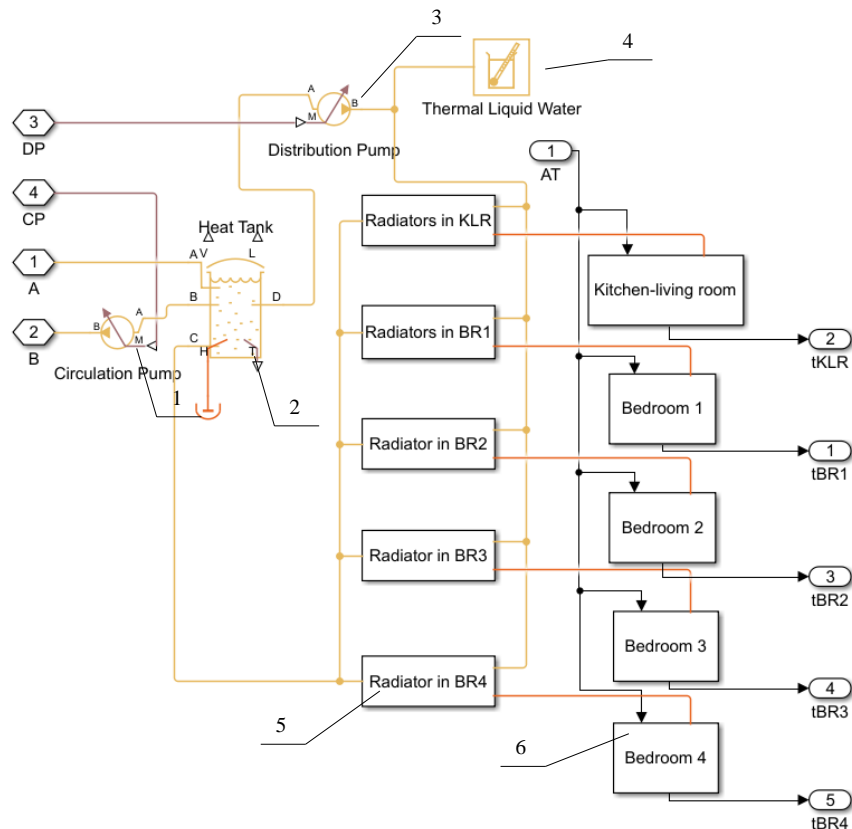 3
4
A
B
M
Thermal Liquid Water
3
DP
Distribution Pump
1
AT
4
CP
Radiators in KLR
Heat Tank
A V
L
1
A
Kitchen-living room
B
D
Radiators in BR1
2
B
B
A
M
C
H
T
2
tKLR
Circulation Pump
1
2
Bedroom 1
Radiator in BR2
1
tBR1
Bedroom 2
Radiator in BR3
3
tBR2
Bedroom 3
Radiator in BR4
4
tBR3
5
6
Bedroom 4
5
tBR4